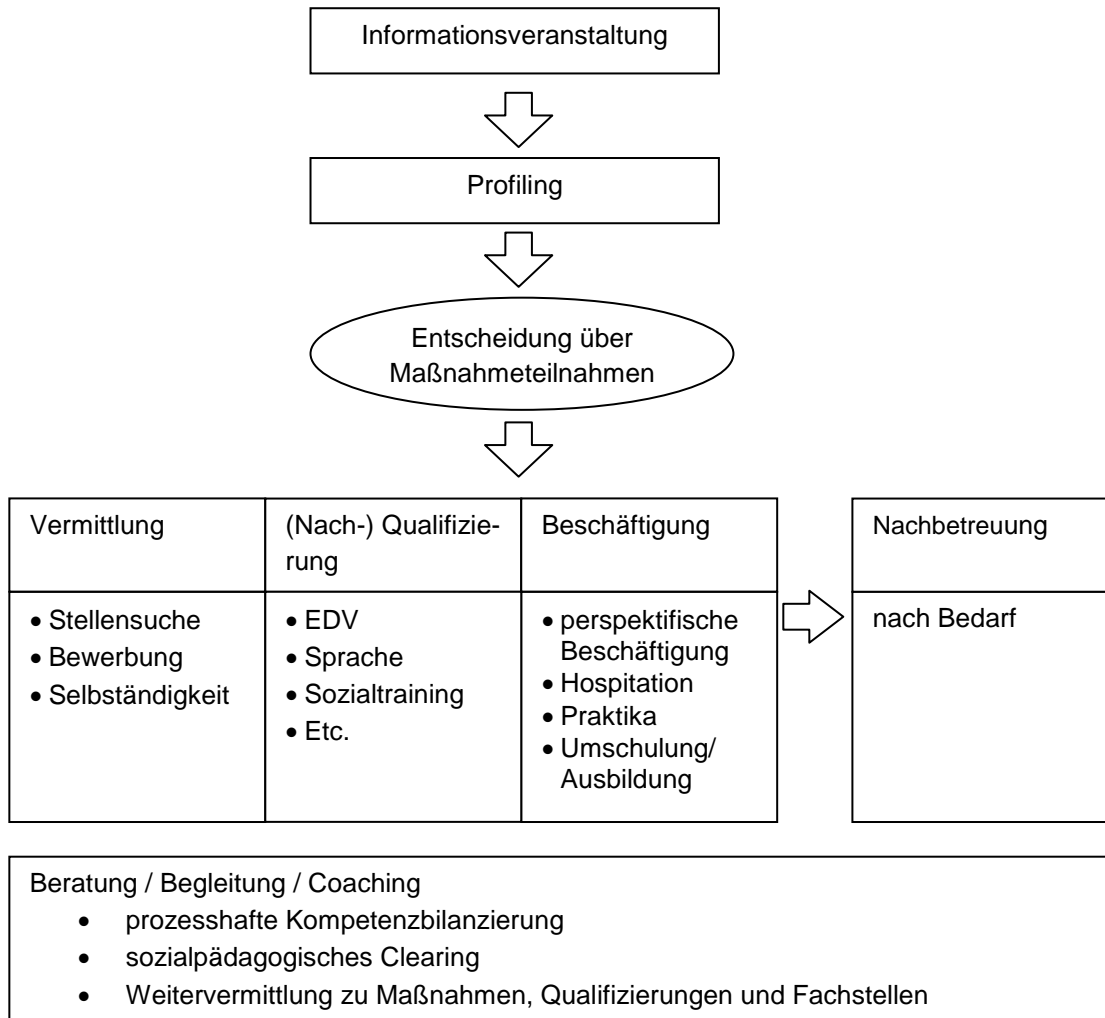 Informationsveranstaltung
Profiling
Entscheidung über
Maßnahmeteilnahmen
Vermittlung
• Stellensuche
• Bewerbung
• Selbständigkeit
(Nach-) Qualifizie-
rung
• EDV
• Sprache
• Sozialtraining
• Etc.
Beschäftigung
• perspektifische
Beschäftigung
• Hospitation
• Praktika
• Umschulung/
Ausbildung
Nachbetreuung
nach Bedarf
Beratung / Begleitung / Coaching
• prozesshafte Kompetenzbilanzierung
• sozialpädagogisches Clearing
• Weitervermittlung zu Maßnahmen, Qualifizierungen und Fachstellen